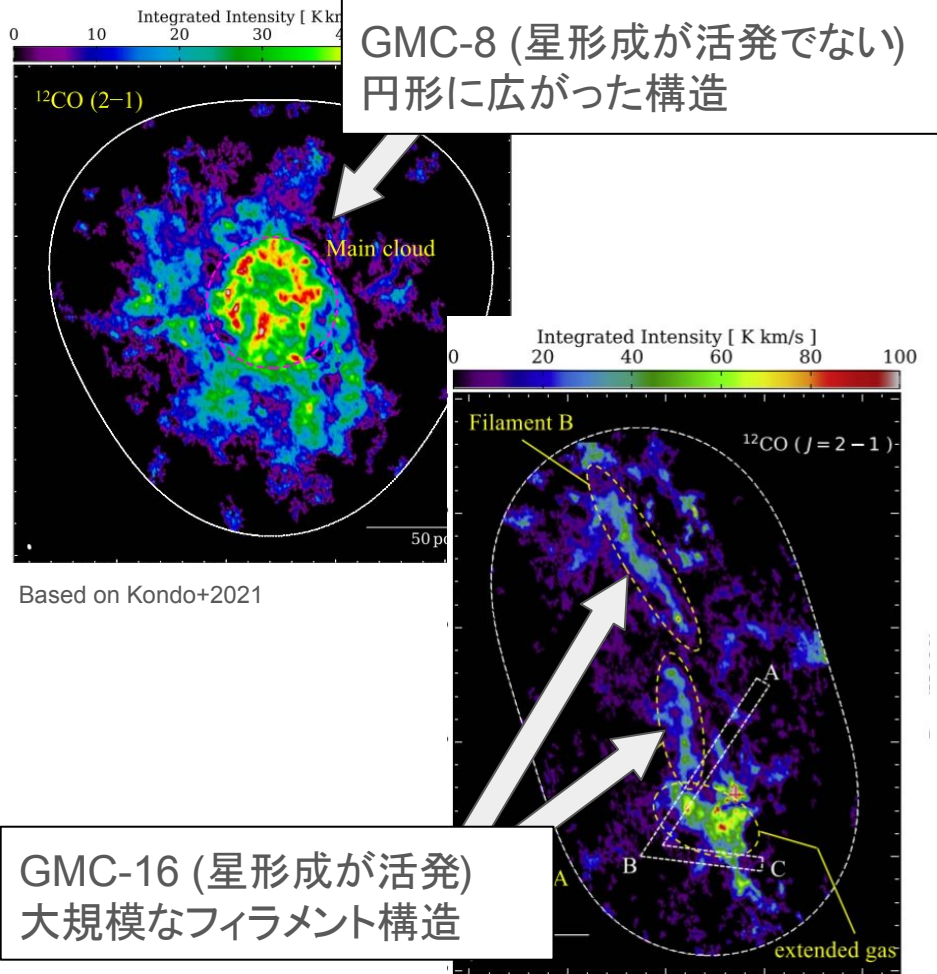 Integrated Intensity [ K km
0 10 20 30
GMC-8 (星形成が活発でない)
円形に広がった構造
¹²CO (2−1)
Main cloud
50 pc
Based on Kondo+2021
Integrated Intensity [ K km/s ]
0 20 40 60 80 100
Filament B
¹²CO ( J = 2 − 1 )
A
B
C
A
extended gas
GMC-16 (星形成が活発)
大規模なフィラメント構造